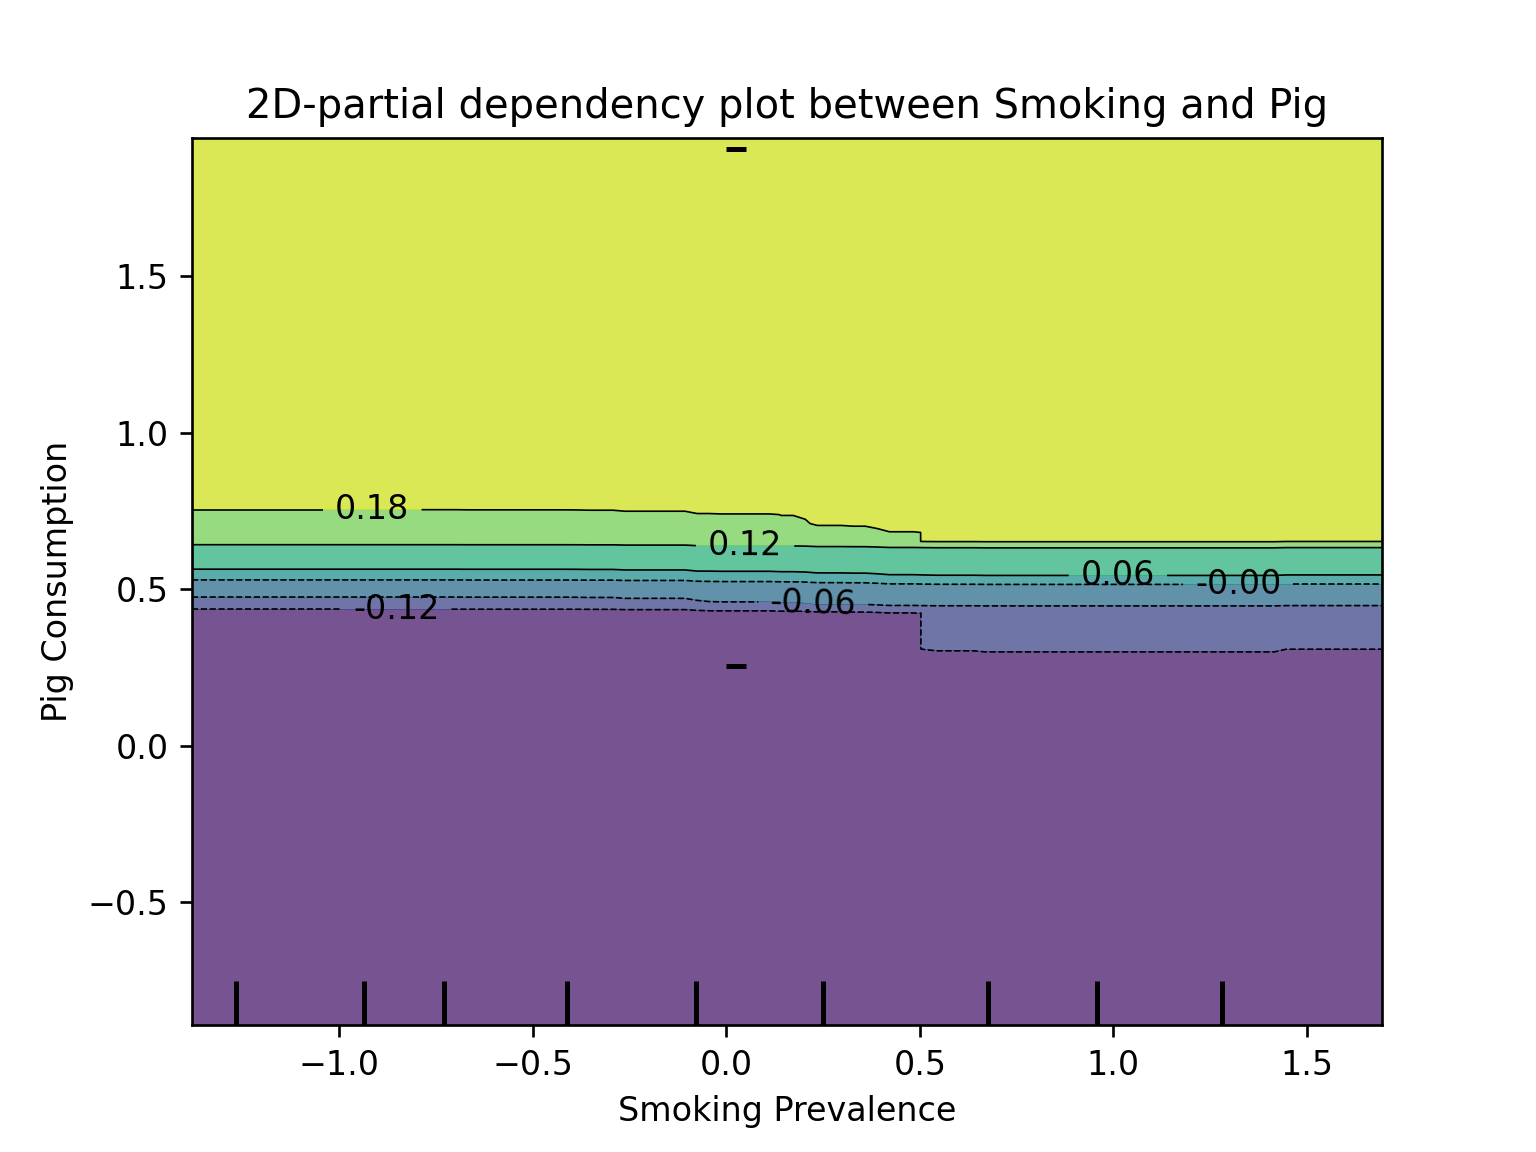 2D-partial dependency plot between Smoking and Pig
1.5
1.0
0.5
0.0
−0.5
Pig Consumption
0.18
0.12
0.06
-0.00
-0.06
-0.12
−1.0 −0.5 0.0 0.5 1.0 1.5
Smoking Prevalence